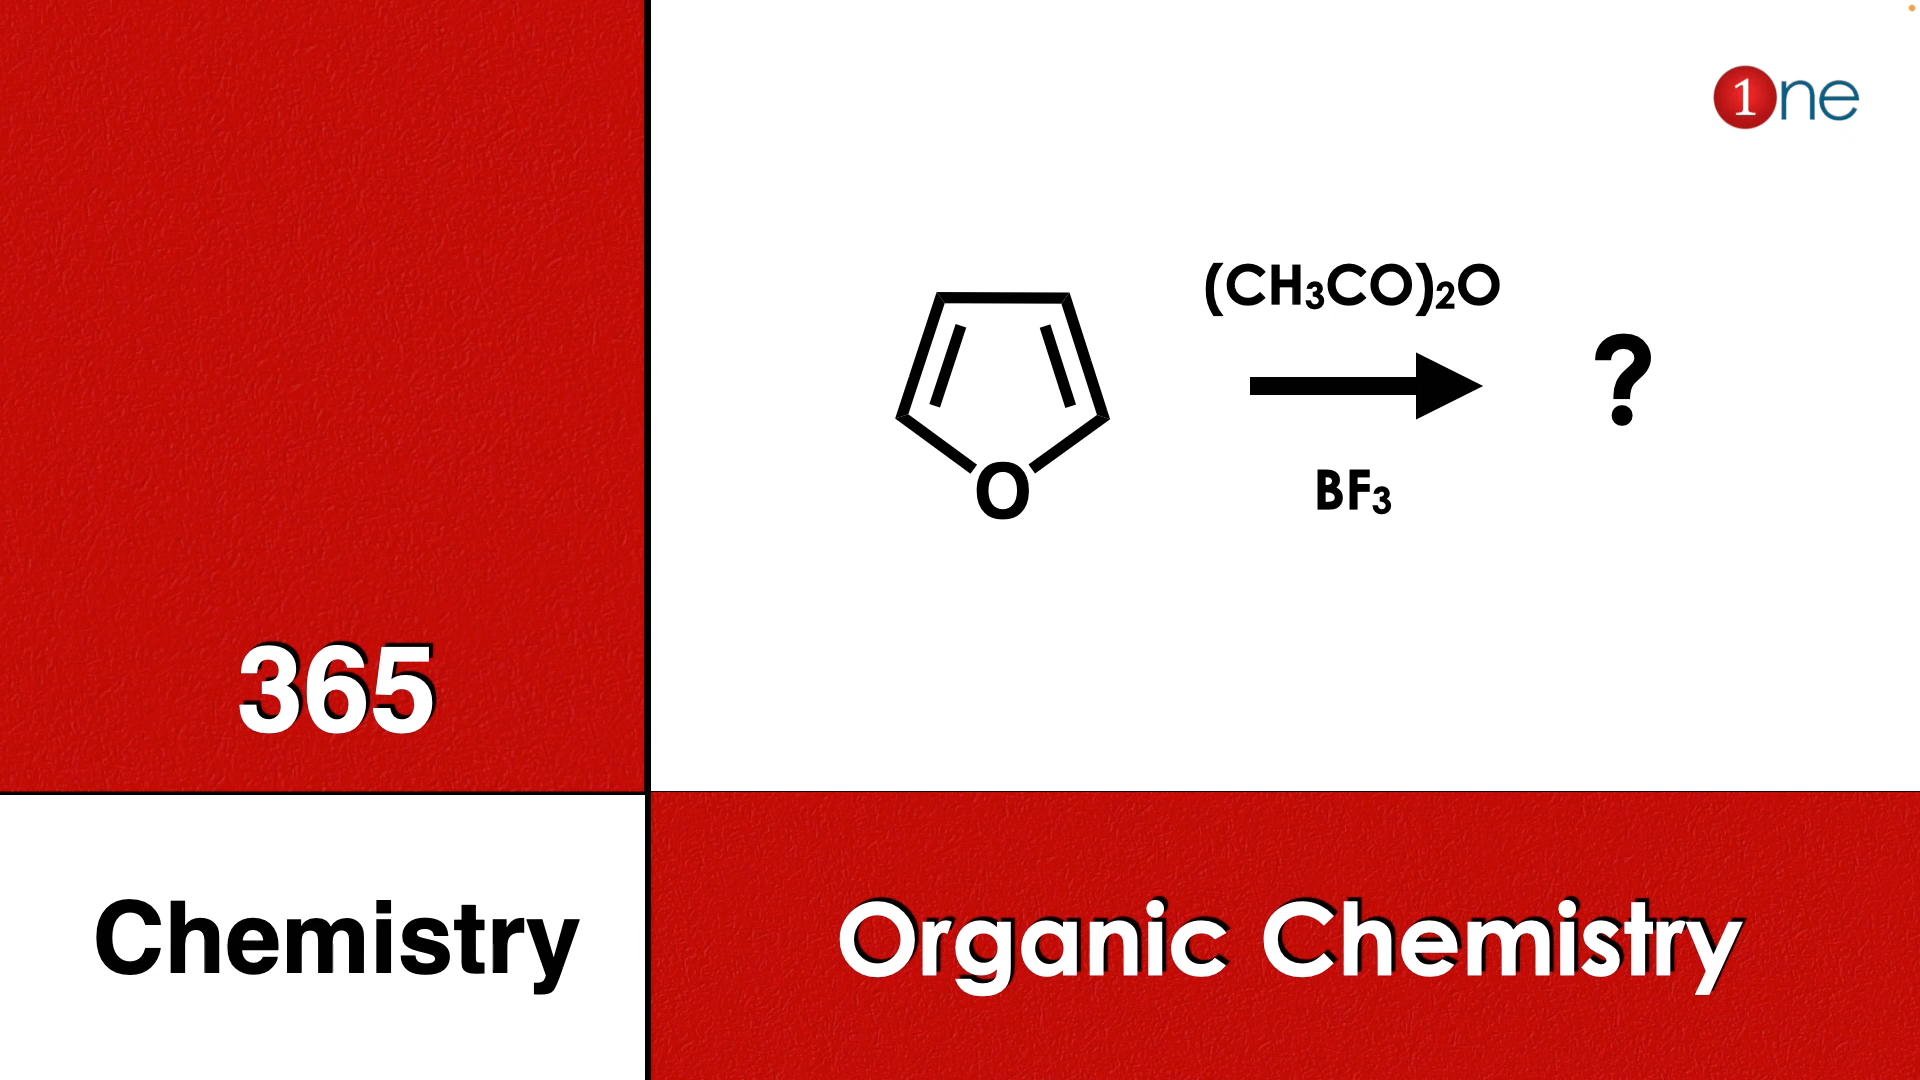 1ne
(CH₃CO)₂O
?
O
BF₃
365
Chemistry
Organic Chemistry